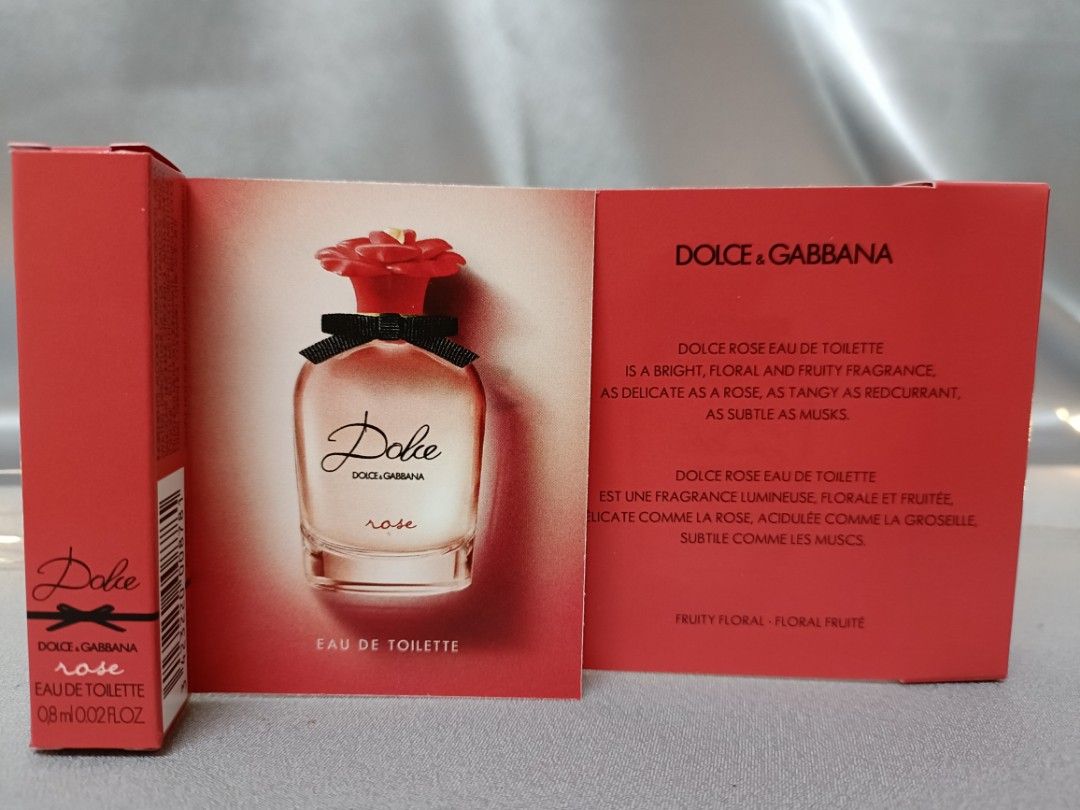 Dolce
DOLCE & GABBANA
rose
EAU DE TOILETTE
0,8 ml 0.02 FL.OZ.
Dolce
DOLCE & GABBANA
rose
EAU DE TOILETTE
DOLCE & GABBANA
DOLCE ROSE EAU DE TOILETTE
IS A BRIGHT, FLORAL AND FRUITY FRAGRANCE,
AS DELICATE AS A ROSE, AS TANGY AS REDCURRANT,
AS SUBTLE AS MUSKS.
DOLCE ROSE EAU DE TOILETTE
EST UNE FRAGRANCE LUMINEUSE, FLORALE ET FRUITÉE,
ÉLICATE COMME LA ROSE, ACIDULÉE COMME LA GROSEILLE,
SUBTILE COMME LES MUSCS.
FRUITY FLORAL · FLORAL FRUITÉ